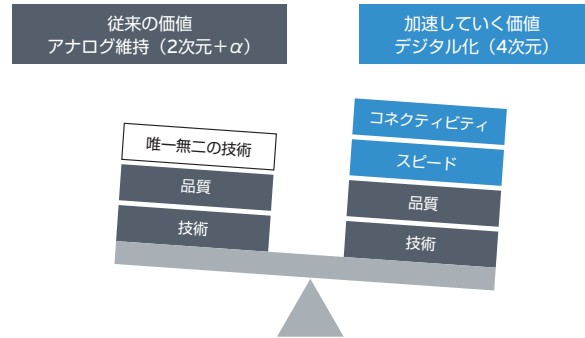 従来の価値
アナログ維持（2次元＋α）
加速していく価値
デジタル化（4次元）
唯一無二の技術
品質
技術
コネクティビティ
スピード
品質
技術